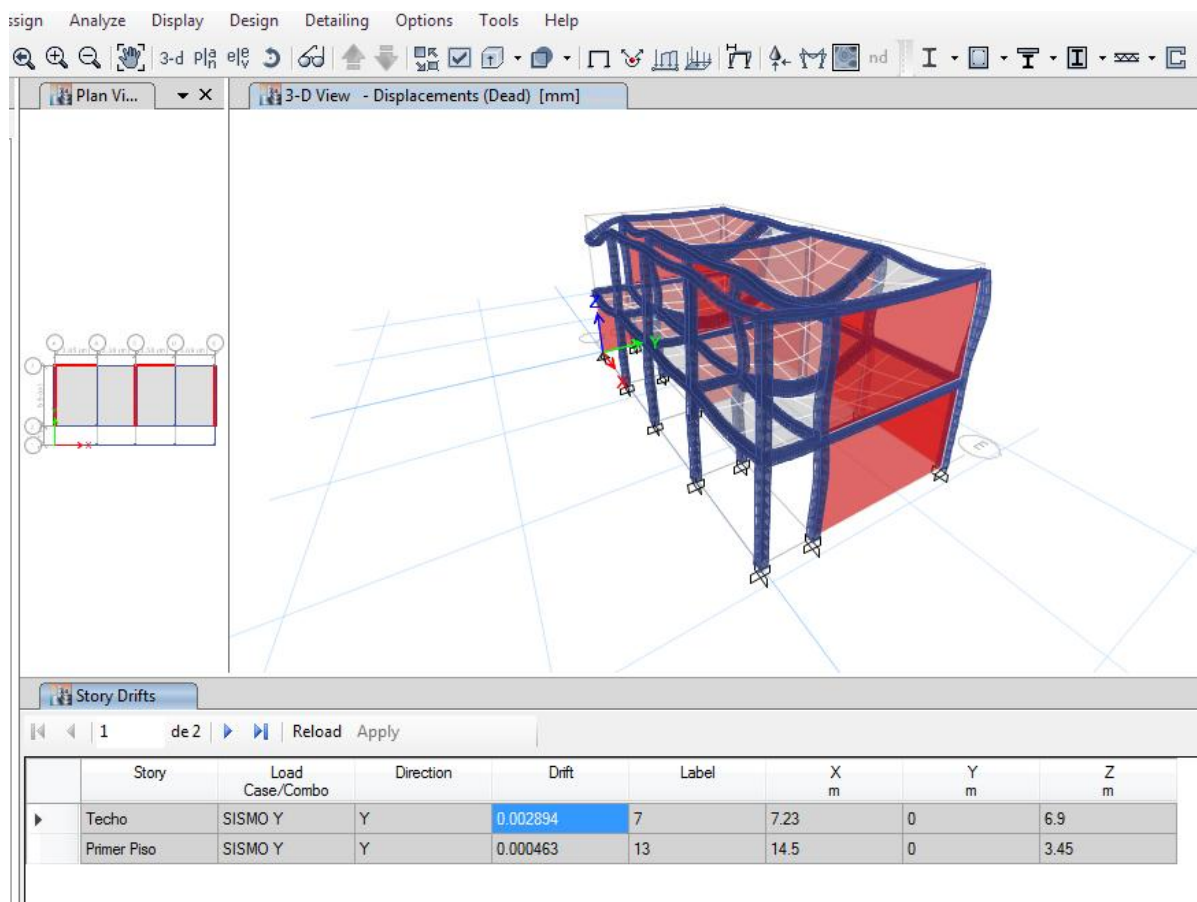 ssign Analyze Display Design Detailing Options Tools Help
3-d nd
Plan Vi... 3-D View - Displacements (Dead) [mm]
Z
Y
X
E
X
Story Drifts
1 de 2 Reload Apply
Story Load Case/Combo Direction Drift Label X m Y m Z m
Techo SISMO Y Y 0.002894 7 7.23 0 6.9
Primer Piso SISMO Y Y 0.000463 13 14.5 0 3.45